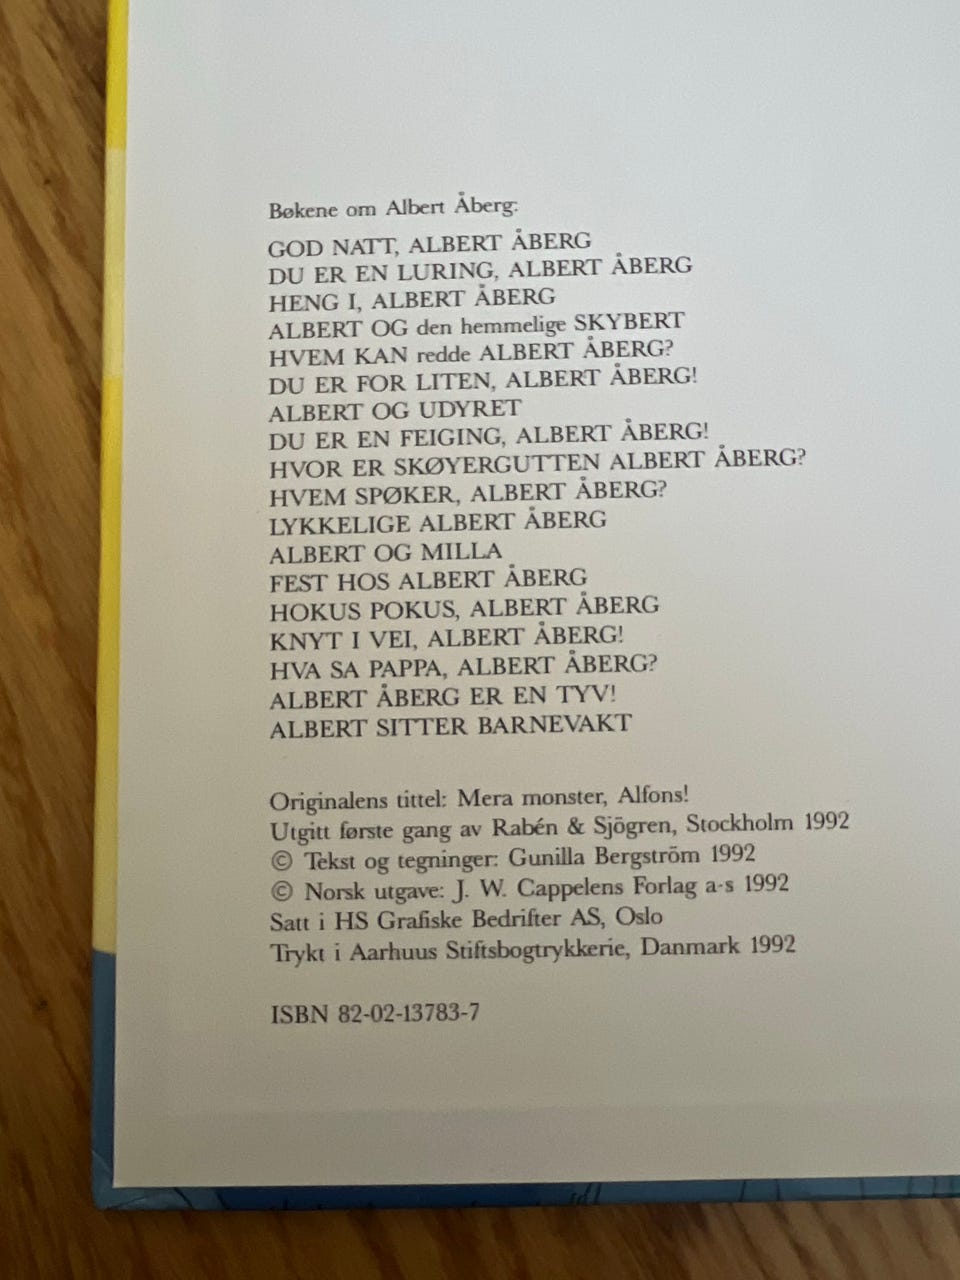 Bøkene om Albert Åberg:
GOD NATT, ALBERT ÅBERG
DU ER EN LURING, ALBERT ÅBERG
HENG I, ALBERT ÅBERG
ALBERT OG den hemmelige SKYBERT
HVEM KAN redde ALBERT ÅBERG?
DU ER FOR LITEN, ALBERT ÅBERG!
ALBERT OG UDYRET
DU ER EN FEIGING, ALBERT ÅBERG!
HVOR ER SKØYERGUTTEN ALBERT ÅBERG?
HVEM SPØKER, ALBERT ÅBERG?
LYKKELIGE ALBERT ÅBERG
ALBERT OG MILLA
FEST HOS ALBERT ÅBERG
HOKUS POKUS, ALBERT ÅBERG
KNYT I VEI, ALBERT ÅBERG!
HVA SA PAPPA, ALBERT ÅBERG?
ALBERT ÅBERG ER EN TYV!
ALBERT SITTER BARNEVAKT
Originalens tittel: Mera monster, Alfons!
Utgitt første gang av Rabén & Sjögren, Stockholm 1992
© Tekst og tegninger: Gunilla Bergström 1992
© Norsk utgave: J. W. Cappelens Forlag a-s 1992
Satt i HS Grafiske Bedrifter AS, Oslo
Trykt i Aarhuus Stiftsbogtrykkerie, Danmark 1992
ISBN 82-02-13783-7